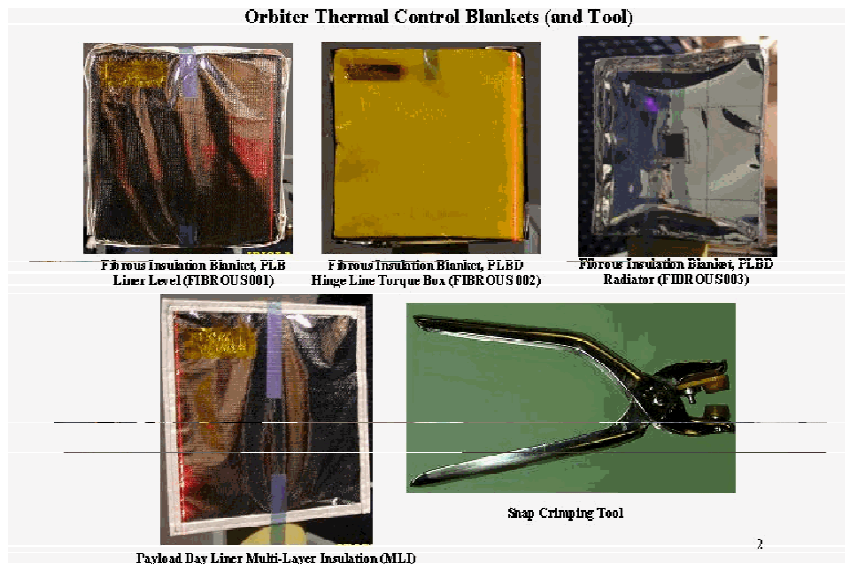 Orbiter Thermal Control Blankets (and Tool)
Fibrous Insulation Blanket, PLB
Liner Level (FIBROUS001)
Fibrous Insulation Blanket, PLBD
Hinge Line Torque Box (FIBROUS002)
Fibrous Insulation Blanket, PLBD
Radiator (FIBROUS003)
Snap Crimping Tool
2
Payload Bay Liner Multi-Layer Insulation (MLI)